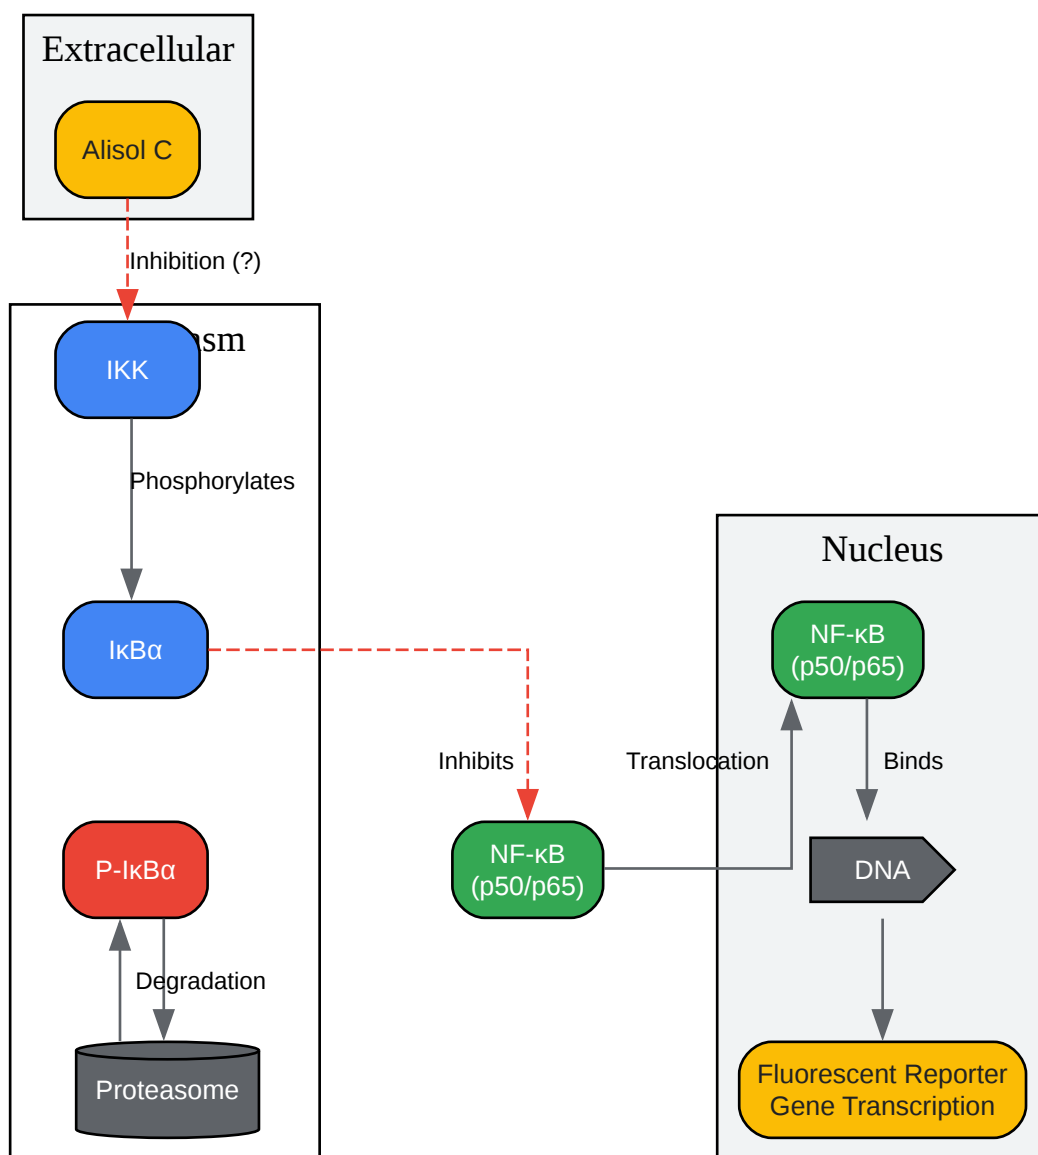 Extracellular
Alisol C
Inhibition (?)
asm
IKK
Phosphorylates
IκBα
Inhibits
P-IκBα
Degradation
Proteasome
NF-κB
(p50/p65)
Translocation
Nucleus
NF-κB
(p50/p65)
Binds
DNA
Fluorescent Reporter
Gene Transcription